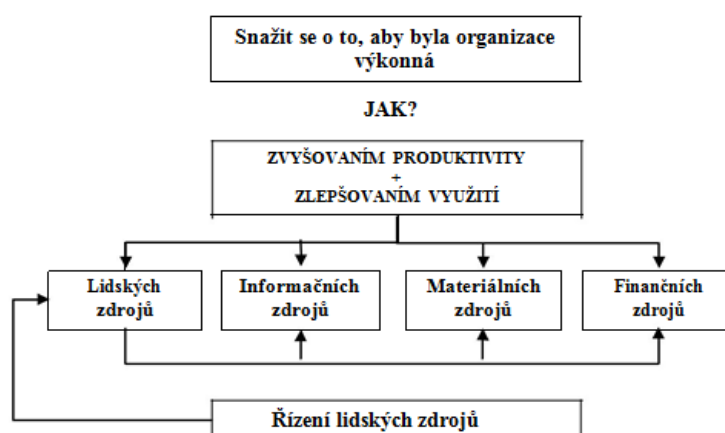 Snažit se o to, aby byla organizace
výkonná
JAK?
ZVYŠOVANÍM PRODUKTIVITY
+
ZLEPŠOVANÍM VYUŽITÍ
Lidských
zdrojů
Informačních
zdrojů
Materiálních
zdrojů
Finančních
zdrojů
Řízení lidských zdrojů